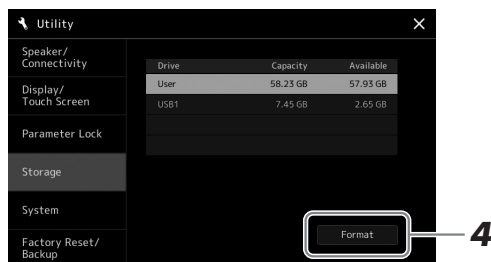 Utility
Speaker/
Connectivity
Display/
Touch Screen
Parameter Lock
Storage
System
Factory Reset/
Backup
Drive Capacity Available
User 58.23 GB 57.93 GB
USB1 7.45 GB 2.65 GB
Format
4